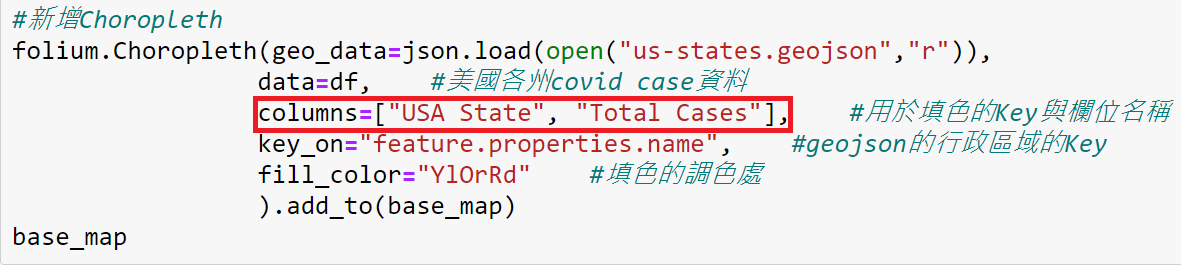 #新增Choropleth
folium.Choropleth(geo_data=json.load(open("us-states.geojson","r")),
data=df, #美國各州covid case資料
columns=["USA State", "Total Cases"], #用於填色的Key與欄位名稱
key_on="feature.properties.name", #geojson的行政區域的Key
fill_color="YlOrRd" #填色的調色處
).add_to(base_map)
base_map